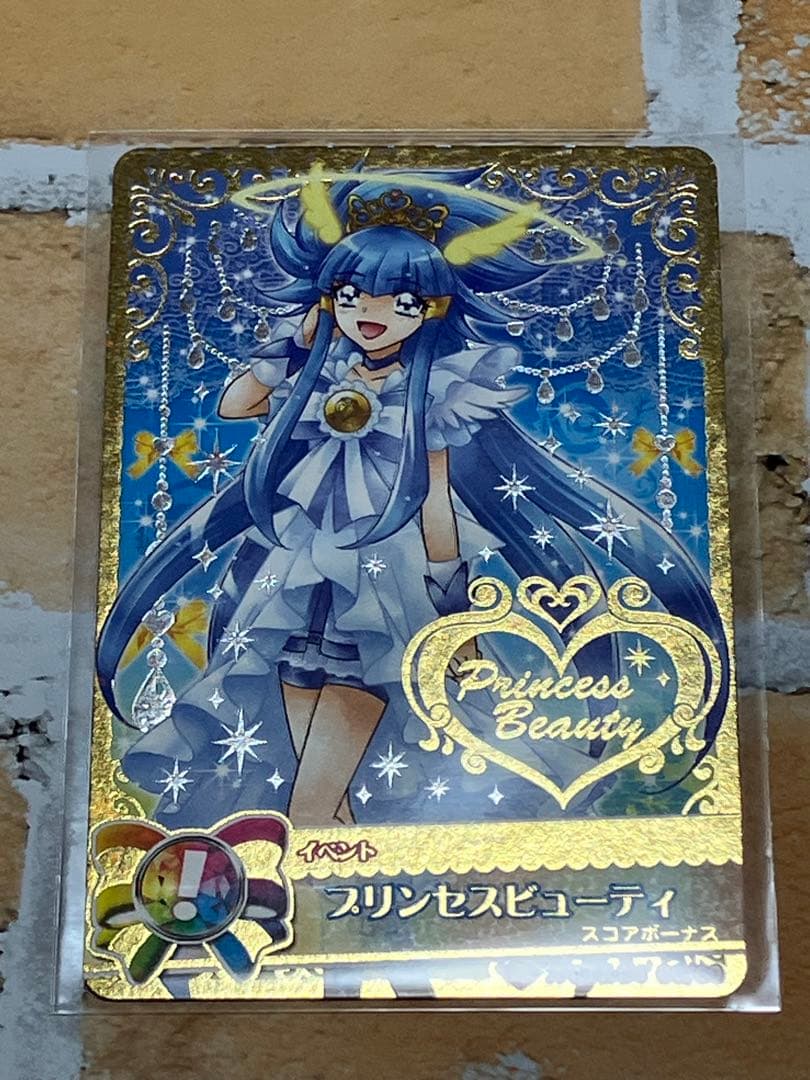 Princess
Beauty
!
イベント
プリンセスビューティ
スコアボーナス